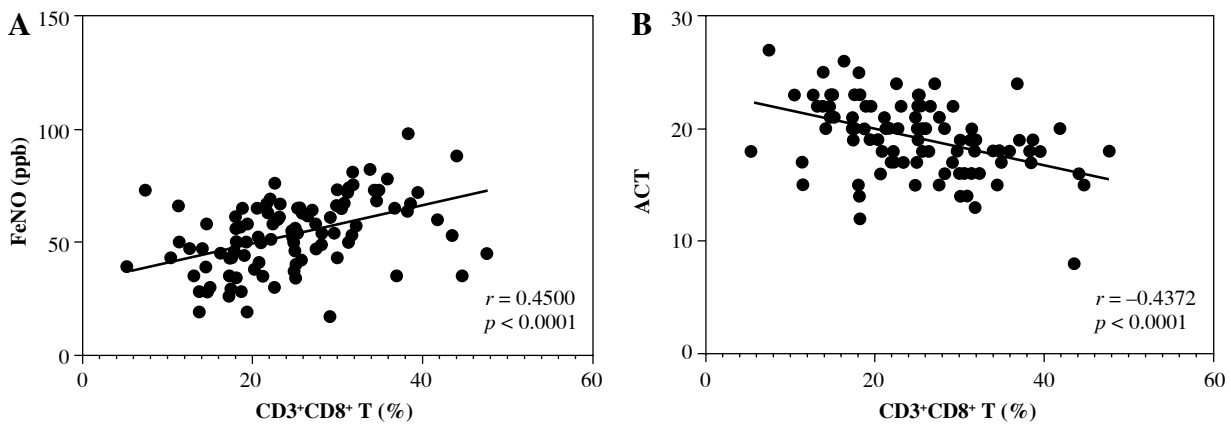 A
150
100
50
0
FeNO (ppb)
r = 0.4500
p < 0.0001
0 20 40 60
CD3⁺CD8⁺ T (%)
B
30
20
10
0
ACT
r = –0.4372
p < 0.0001
0 20 40 60
CD3⁺CD8⁺ T (%)